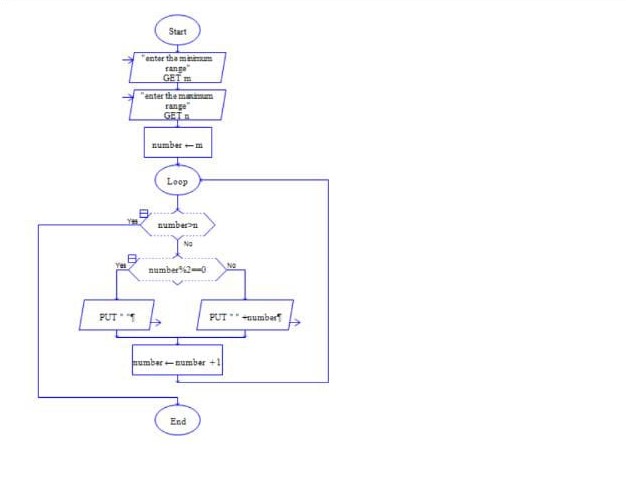 Start
"enter the minimum
range"
GET m
"enter the maximum
range"
GET n
number ← m
Loop
Yes
number>n
No
Yes
number%2==0
No
PUT " "¶
PUT " " +number¶
number ← number + 1
End